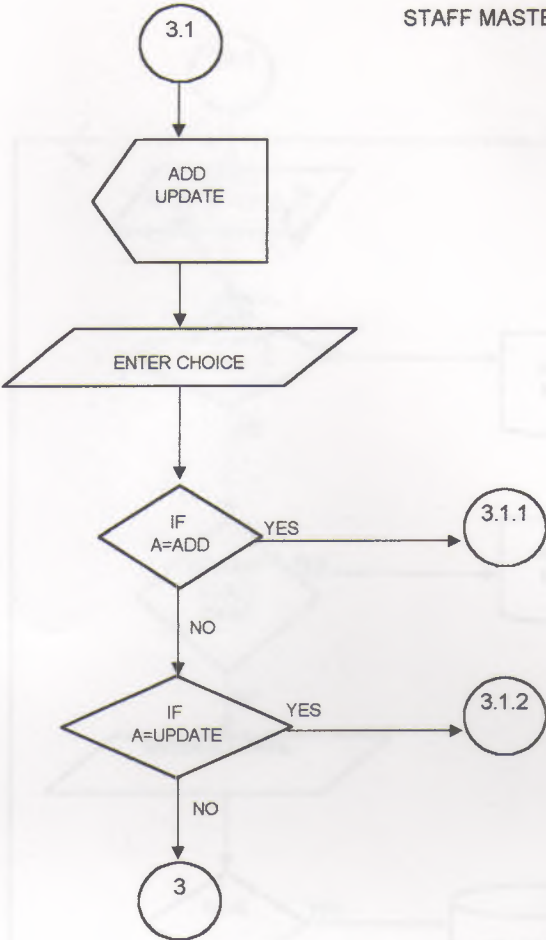 STAFF MASTE
3.1
ADD
UPDATE
ENTER CHOICE
IF
A=ADD
YES
3.1.1
NO
IF
A=UPDATE
YES
3.1.2
NO
3